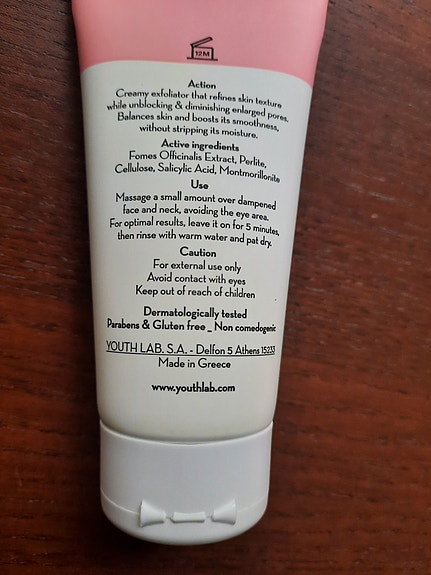 12M
Action
Creamy exfoliator that refines skin texture
while unblocking & diminishing enlarged pores.
Balances skin and boosts its smoothness,
without stripping its moisture.
Active ingredients
Fomes Officinalis Extract, Perlite,
Cellulose, Salicylic Acid, Montmorillonite
Use
Massage a small amount over dampened
face and neck, avoiding the eye area.
For optimal results, leave it on for 5 minutes,
then rinse with warm water and pat dry.
Caution
For external use only
Avoid contact with eyes
Keep out of reach of children
Dermatologically tested
Parabens & Gluten free _ Non comedogenic
YOUTH LAB. S.A. - Delfon 5 Athens 15233
Made in Greece
www.youthlab.com